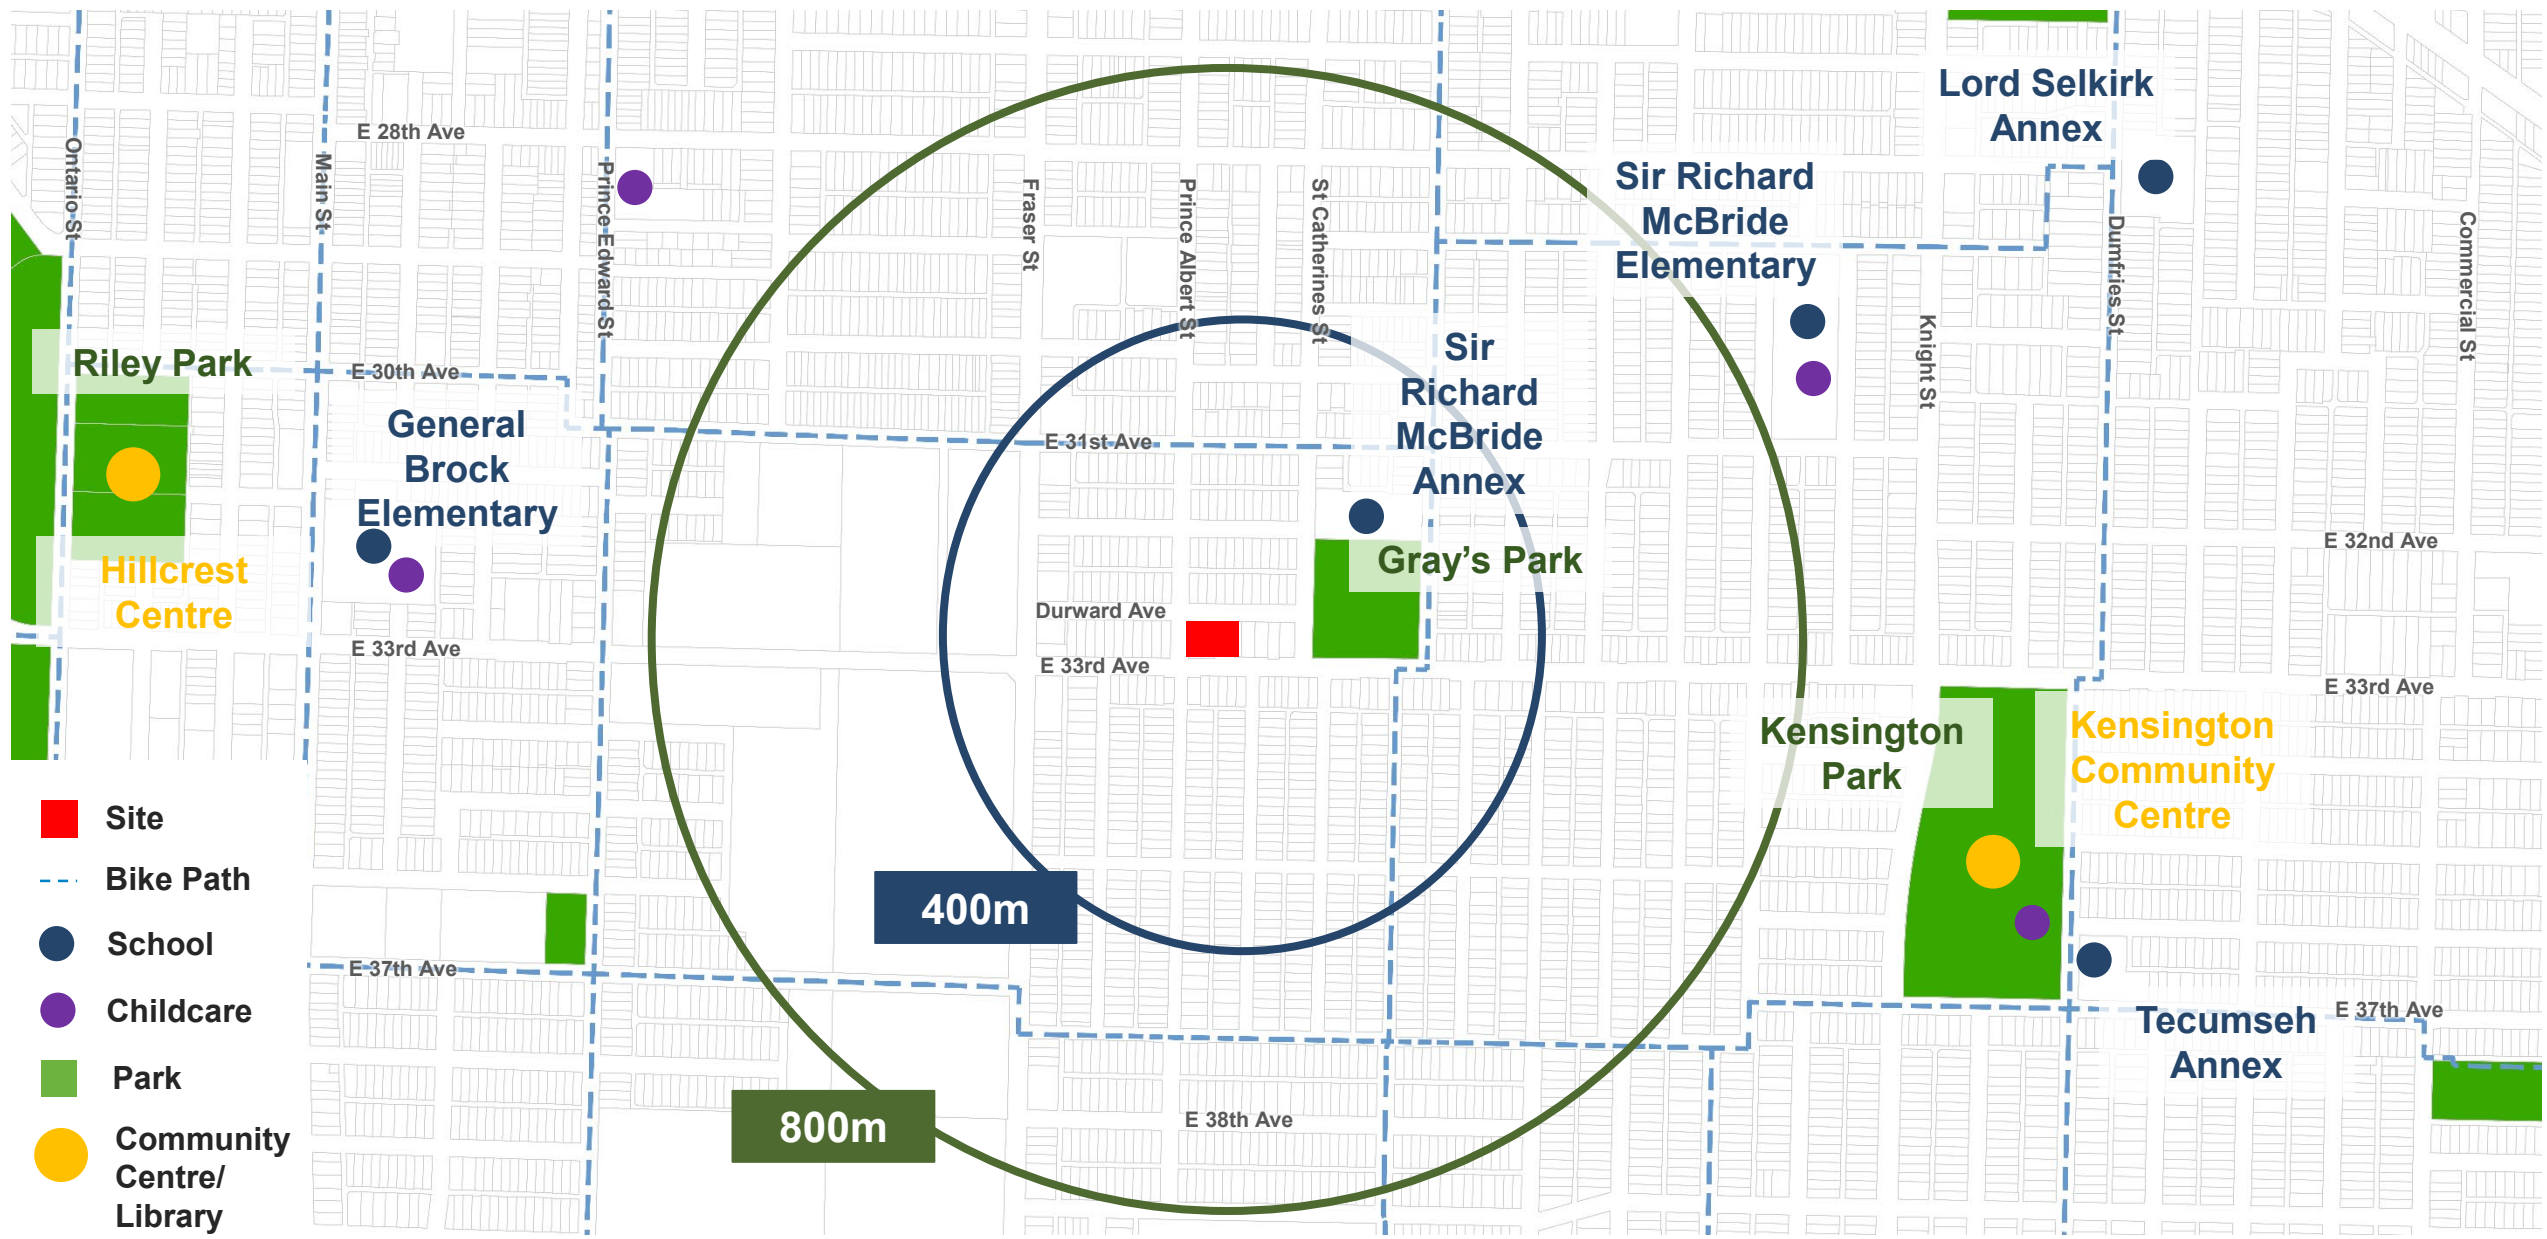 Lord Selkirk
Annex
E 28th Ave
Ontario St
Main St
Prince Edward St
Fraser St
Prince Albert St
St Catherines St
Sir Richard
McBride
Elementary
Dumfries St
Commercial St
Knight St
Riley Park
E 30th Ave
General
Brock
Elementary
E 31st Ave
Sir
Richard
McBride
Annex
Gray’s Park
E 32nd Ave
Hillcrest
Centre
Durward Ave
E 33rd Ave
E 33rd Ave
E 33rd Ave
Kensington
Park
Kensington
Community
Centre
Site
Bike Path
School
Childcare
Park
Community
Centre/
Library
400m
E 37th Ave
E 37th Ave
Tecumseh
Annex
800m
E 38th Ave